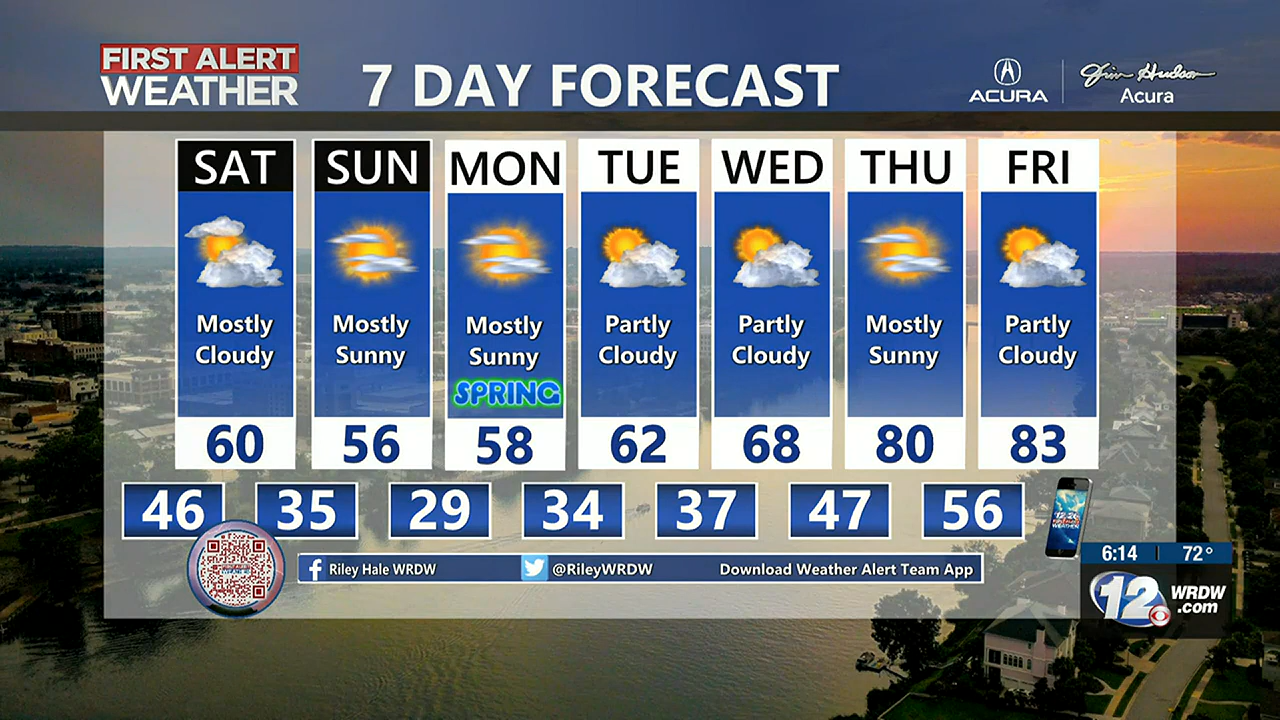 FIRST ALERT
WEATHER
7 DAY FORECAST
ACURA
Jim Hudson
Acura
SAT SUN MON TUE WED THU FRI
Mostly Mostly Mostly Partly Partly Mostly Partly
Cloudy Sunny Sunny Cloudy Cloudy Sunny Cloudy
SPRING
60 56 58 62 68 80 83
46 35 29 34 37 47 56
Riley Hale WRDW @RileyWRDW Download Weather Alert Team App
6:14 72°
12 WRDW
.com